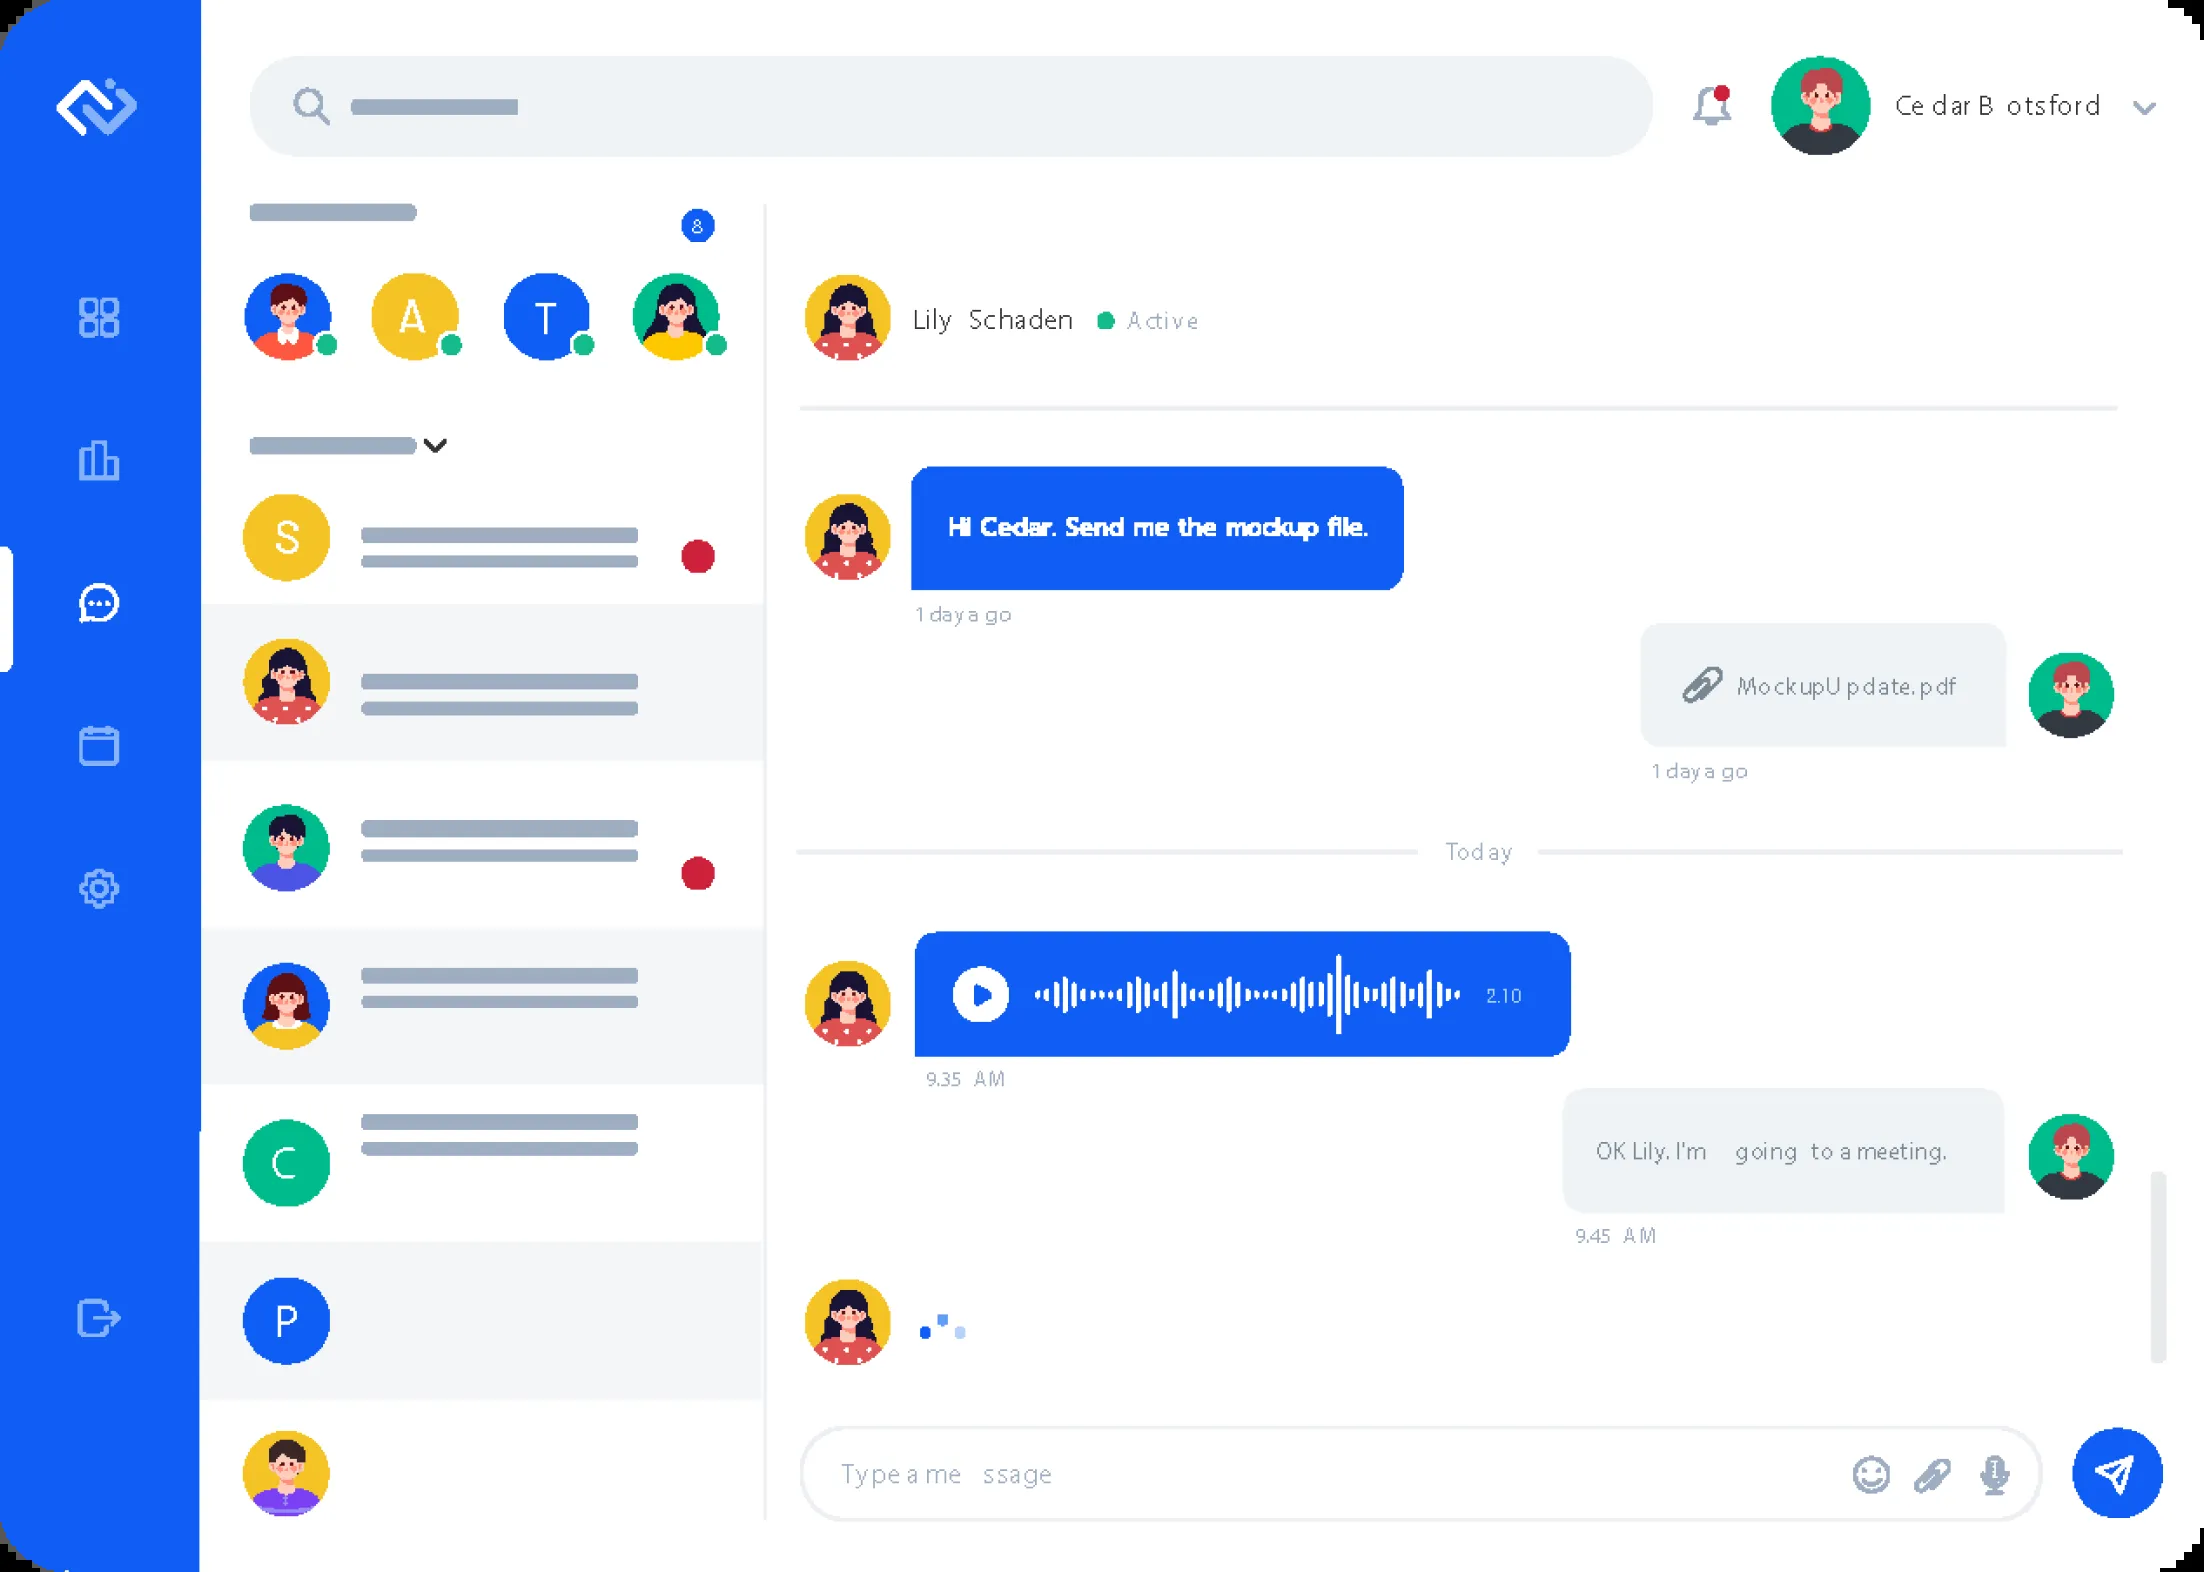 Cedar Botsford
8
A
T
Lily Schaden
Active
S
Hi Cedar. Send me the mockup file.
1 day ago
MockupUpdate.pdf
1 day ago
Today
2.10
9.35 AM
C
OK Lily. I'm going to a meeting.
9.45 AM
P
Type a message